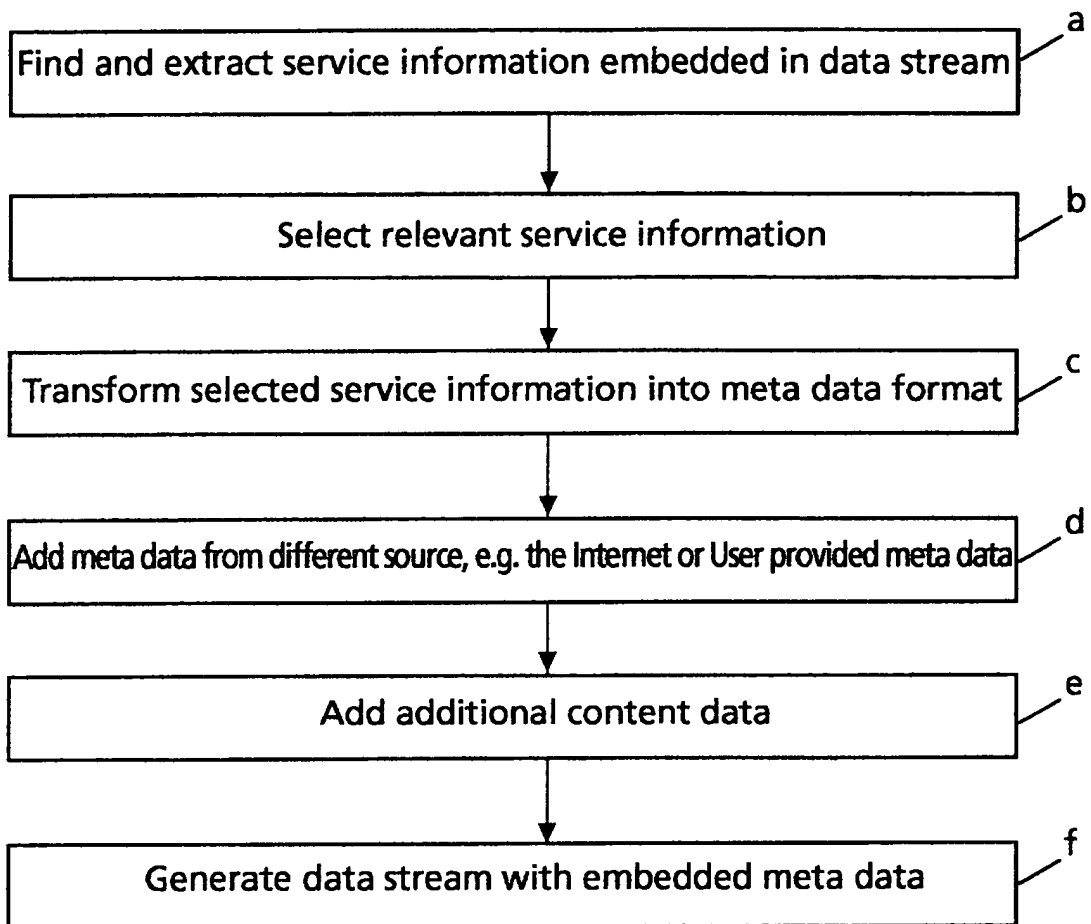 a
Find and extract service information embedded in data stream
b
Select relevant service information
c
Transform selected service information into meta data format
d
Add meta data from different source, e.g. the Internet or User provided meta data
e
Add additional content data
f
Generate data stream with embedded meta data